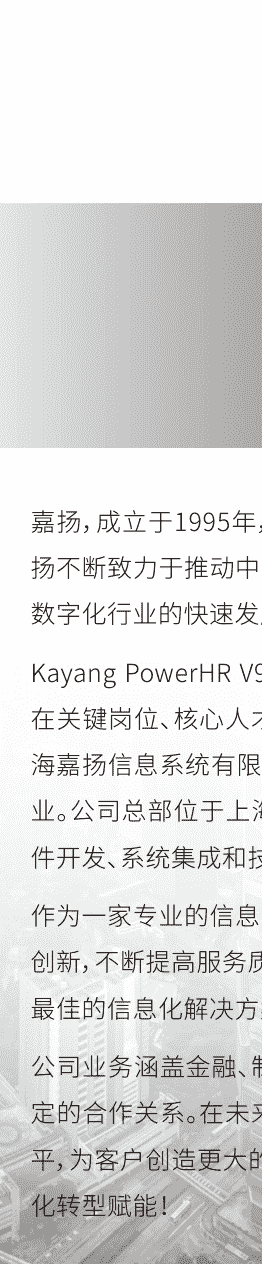 嘉扬，成立于1995年，
扬不断致力于推动中
数字化行业的快速发
Kayang PowerHR V9
在关键岗位、核心人才
海嘉扬信息系统有限
业。公司总部位于上海
件开发、系统集成和技
作为一家专业的信息
创新，不断提高服务质
最佳的信息化解决方
公司业务涵盖金融、制
定的合作关系。在未来
平，为客户创造更大的
化转型赋能！